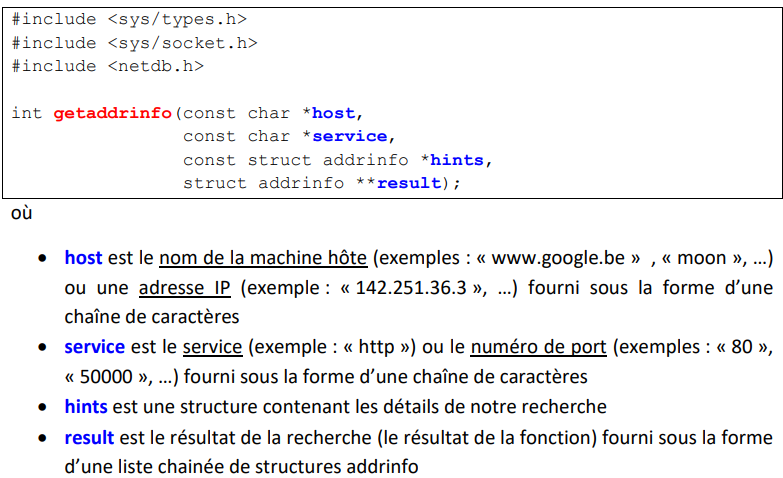 #include <sys/types.h>
#include <sys/socket.h>
#include <netdb.h>
int getaddrinfo(const char *host,
const char *service,
const struct addrinfo *hints,
struct addrinfo **result);
où
• host est le nom de la machine hôte (exemples : « www.google.be » , « moon », …)
ou une adresse IP (exemple : « 142.251.36.3 », …) fourni sous la forme d’une
chaîne de caractères
• service est le service (exemple : « http ») ou le numéro de port (exemples : « 80 »,
« 50000 », …) fourni sous la forme d’une chaîne de caractères
• hints est une structure contenant les détails de notre recherche
• result est le résultat de la recherche (le résultat de la fonction) fourni sous la forme
d’une liste chainée de structures addrinfo